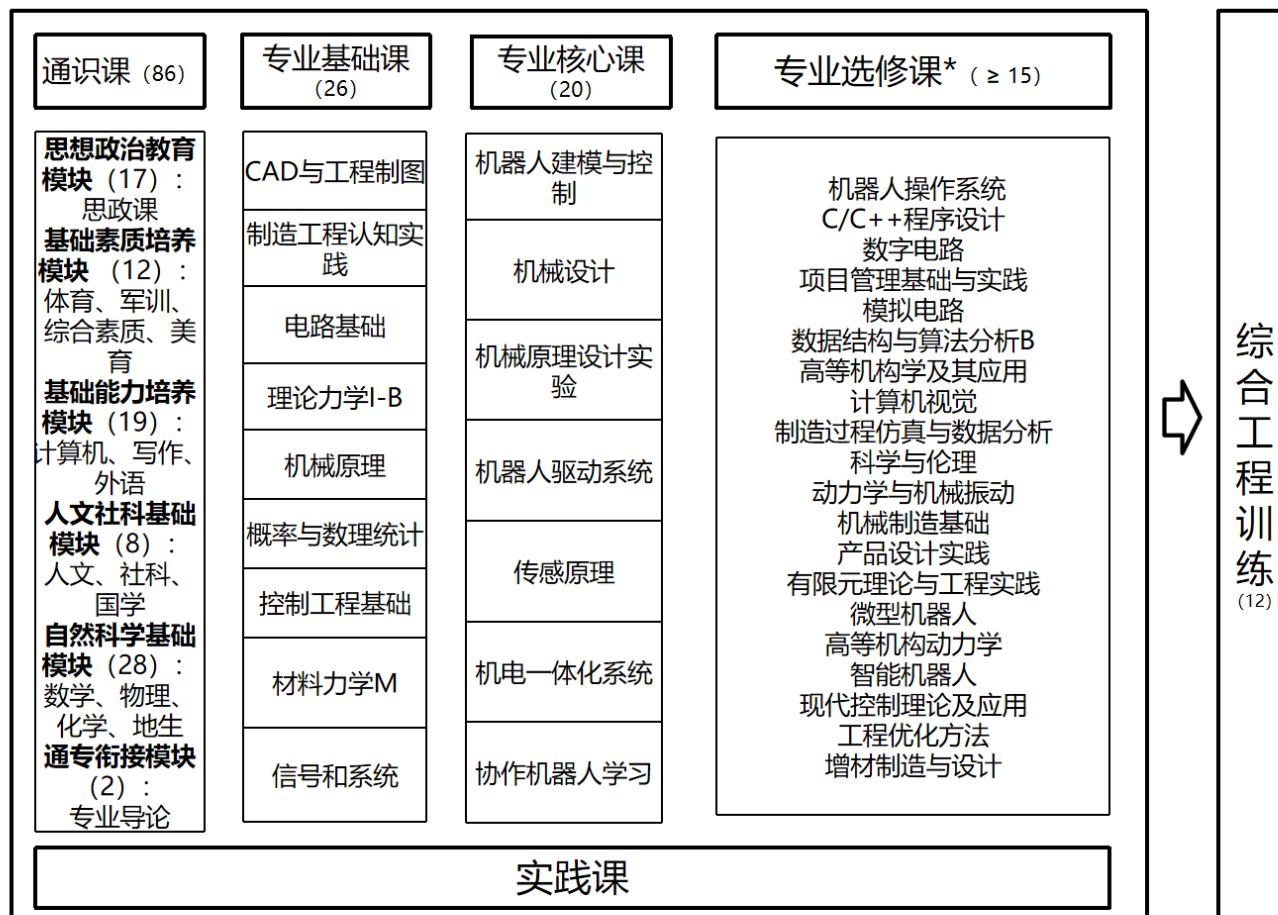 通识课（86）
专业基础课
（26）
专业核心课
（20）
专业选修课*（ ≥ 15）
思想政治教育
模块（17）：
思政课
基础素质培养
模块 （12）：
体育、军训、
综合素质、美
育
基础能力培养
模块（19）：
计算机、写作、
外语
人文社科基础
模块（8）：
人文、社科、
国学
自然科学基础
模块（28）：
数学、物理、
化学、地生
通专衔接模块
（2）：
专业导论
CAD与工程制图
制造工程认知实
践
电路基础
理论力学I-B
机械原理
概率与数理统计
控制工程基础
材料力学M
信号和系统
机器人建模与控
制
机械设计
机械原理设计实
验
机器人驱动系统
传感原理
机电一体化系统
协作机器人学习
机器人操作系统
C/C++程序设计
数字电路
项目管理基础与实践
模拟电路
数据结构与算法分析B
高等机构学及其应用
计算机视觉
制造过程仿真与数据分析
科学与伦理
动力学与机械振动
机械制造基础
产品设计实践
有限元理论与工程实践
微型机器人
高等机构动力学
智能机器人
现代控制理论及应用
工程优化方法
增材制造与设计
实践课
综
合
工
程
训
练
（12）